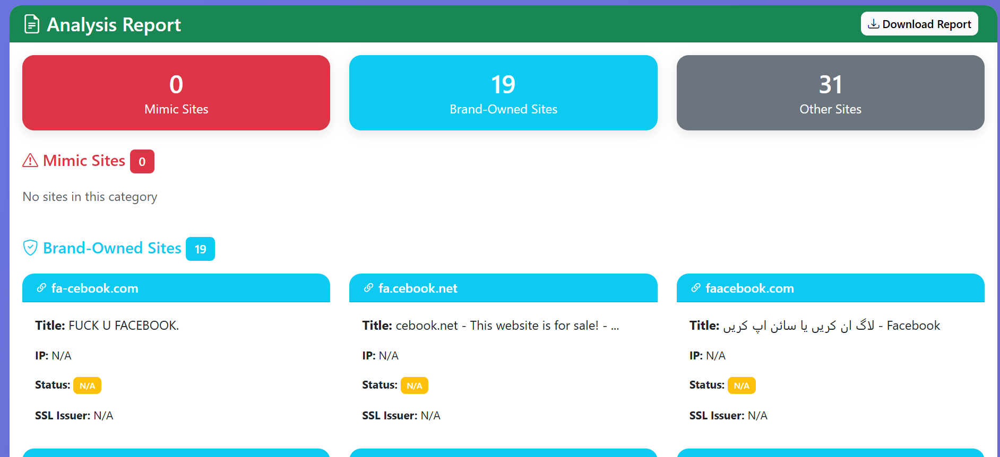 Analysis Report
Download Report
0
Mimic Sites
19
Brand-Owned Sites
31
Other Sites
Mimic Sites 0
No sites in this category
Brand-Owned Sites 19
fa-cebook.com
Title: FUCK U FACEBOOK.
IP: N/A
Status: N/A
SSL Issuer: N/A
fa.cebook.net
Title: cebook.net - This website is for sale! - ...
IP: N/A
Status: N/A
SSL Issuer: N/A
faacebook.com
Title: لاگ ان کریں یا سائن اپ کریں - Facebook
IP: N/A
Status: N/A
SSL Issuer: N/A